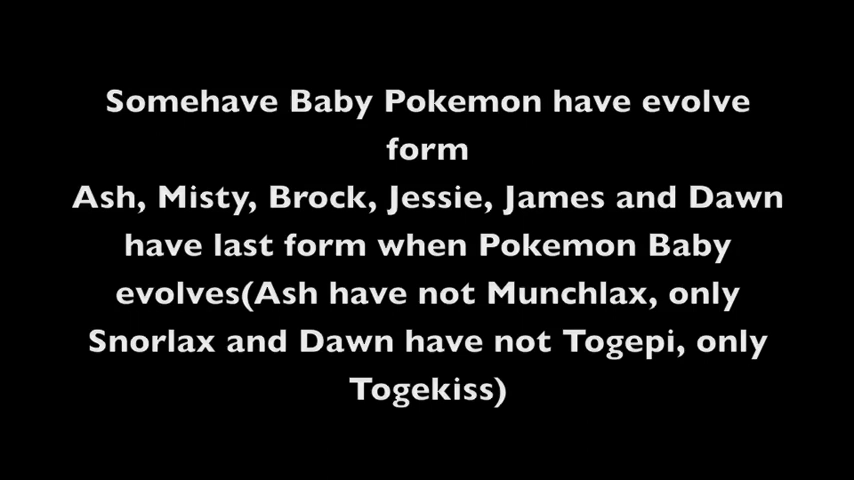 Somehave Baby Pokemon have evolve
form
Ash, Misty, Brock, Jessie, James and Dawn
have last form when Pokemon Baby
evolves(Ash have not Munchlax, only
Snorlax and Dawn have not Togepi, only
Togekiss)